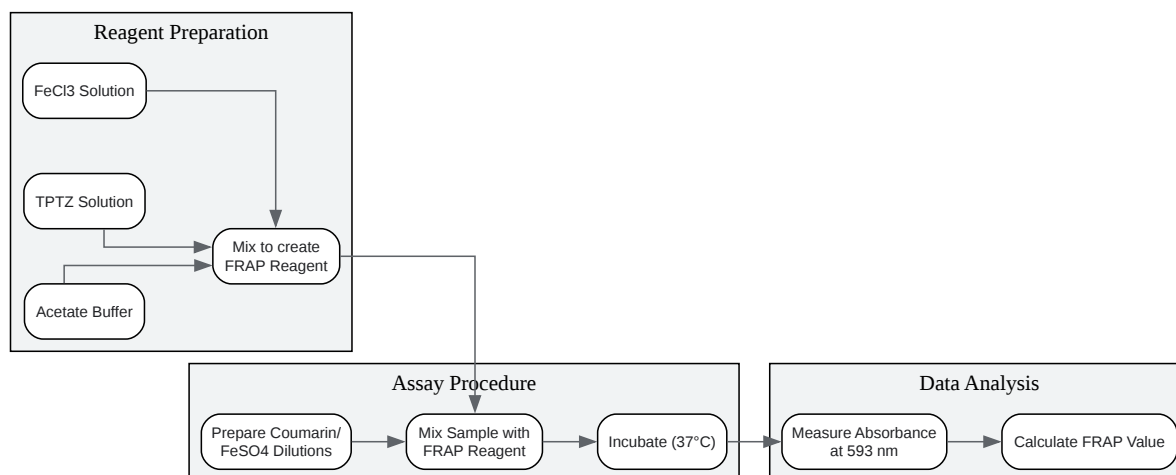 Reagent Preparation
FeCl3 Solution
TPTZ Solution
Mix to create
FRAP Reagent
Acetate Buffer
Assay Procedure
Prepare Coumarin/
FeSO4 Dilutions
Mix Sample with
FRAP Reagent
Incubate (37°C)
Data Analysis
Measure Absorbance
at 593 nm
Calculate FRAP Value